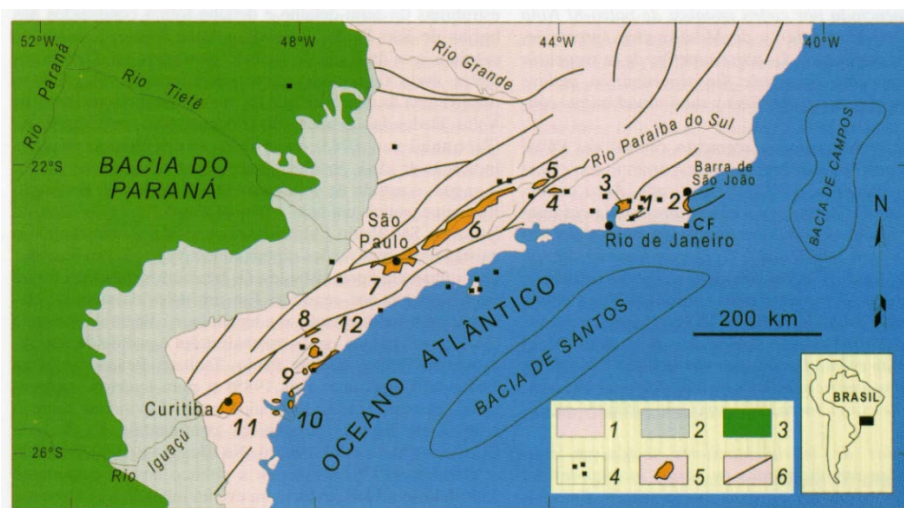 52°W
48°W
44°W
40°W
Rio Paraná
Rio Tietê
Rio Grande
Rio Paraiba do Sul
22°S
BACIA DO
PARANÁ
Barra de
São João
BACIA DE CAMPOS
N
5
4
3
1
2
CF
Rio de Janeiro
São
Paulo
6
7
200 km
OCEANO ATLÂNTICO
BACIA DE SANTOS
8
12
9
10
Curitiba
11
Rio Iguaçú
26°S
1
2
3
4
5
6
BRASIL